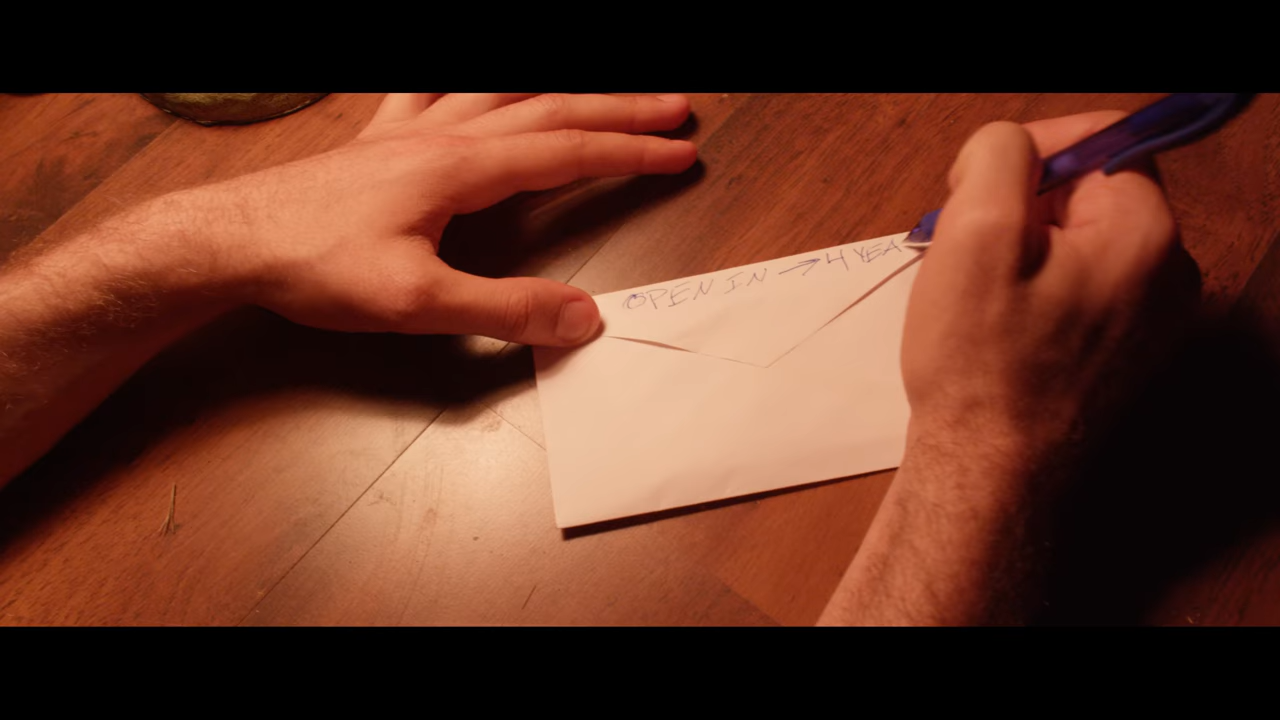 OPEN IN → 4 YEA